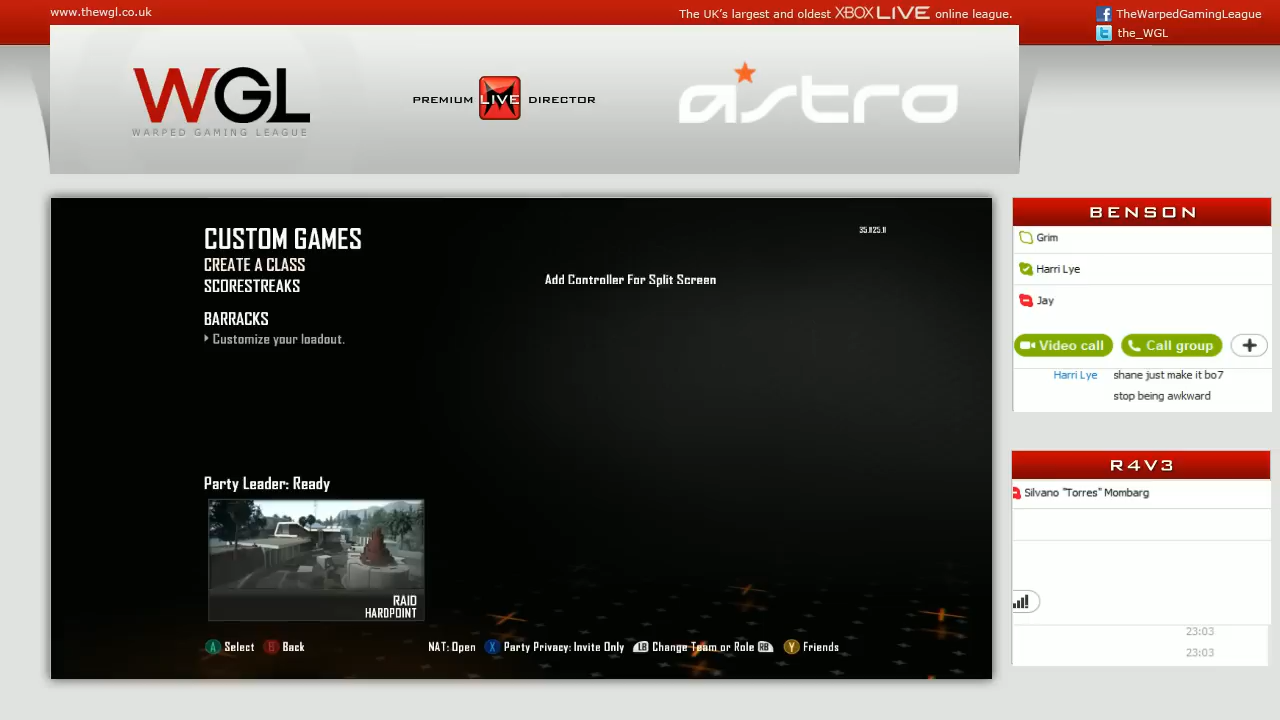 www.thewgl.co.uk
The UK's largest and oldest XBOX LIVE online league.
TheWarpedGamingLeague
the_WGL
WGL
WARPED GAMING LEAGUE
PREMIUM LIVE DIRECTOR
astro
CUSTOM GAMES
CREATE A CLASS
SCORESTREAKS
BARRACKS
Customize your loadout.
Add Controller For Split Screen
Party Leader: Ready
RAID
HARDPOINT
A Select B Back
NAT: Open X Party Privacy: Invite Only LB Change Team or Role RB Y Friends
BENSON
Grim
Harri Lye
Jay
Video call Call group
Harri Lye shane just make it bo7
stop being awkward
R4V3
Silvano "Torres" Mombarg
23:03
23:03